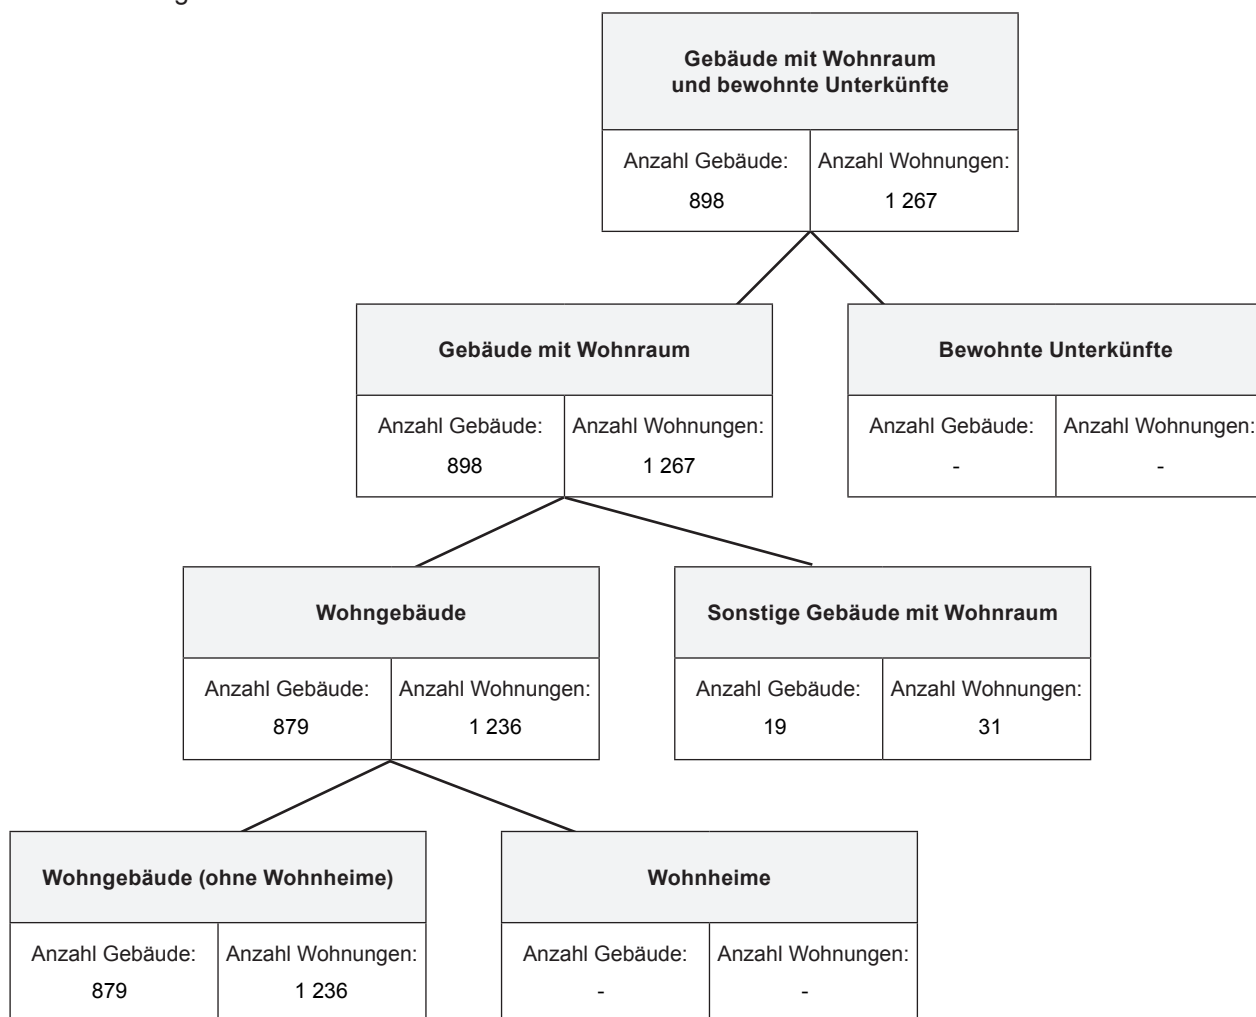 Gebäude mit Wohnraum
und bewohnte Unterkünfte
Anzahl Gebäude:
Anzahl Wohnungen:
898
1 267
Gebäude mit Wohnraum
Anzahl Gebäude:
Anzahl Wohnungen:
898
1 267
Bewohnte Unterkünfte
Anzahl Gebäude:
Anzahl Wohnungen:
-
-
Wohngebäude
Anzahl Gebäude:
Anzahl Wohnungen:
879
1 236
Sonstige Gebäude mit Wohnraum
Anzahl Gebäude:
Anzahl Wohnungen:
19
31
Wohngebäude (ohne Wohnheime)
Anzahl Gebäude:
Anzahl Wohnungen:
879
1 236
Wohnheime
Anzahl Gebäude:
Anzahl Wohnungen:
-
-